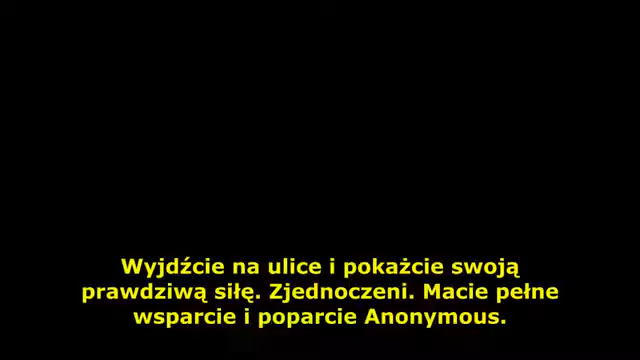 Wyjdźcie na ulice i pokażcie swoją
prawdziwą siłę. Zjednoczeni. Macie pełne
wsparcie i poparcie Anonymous.